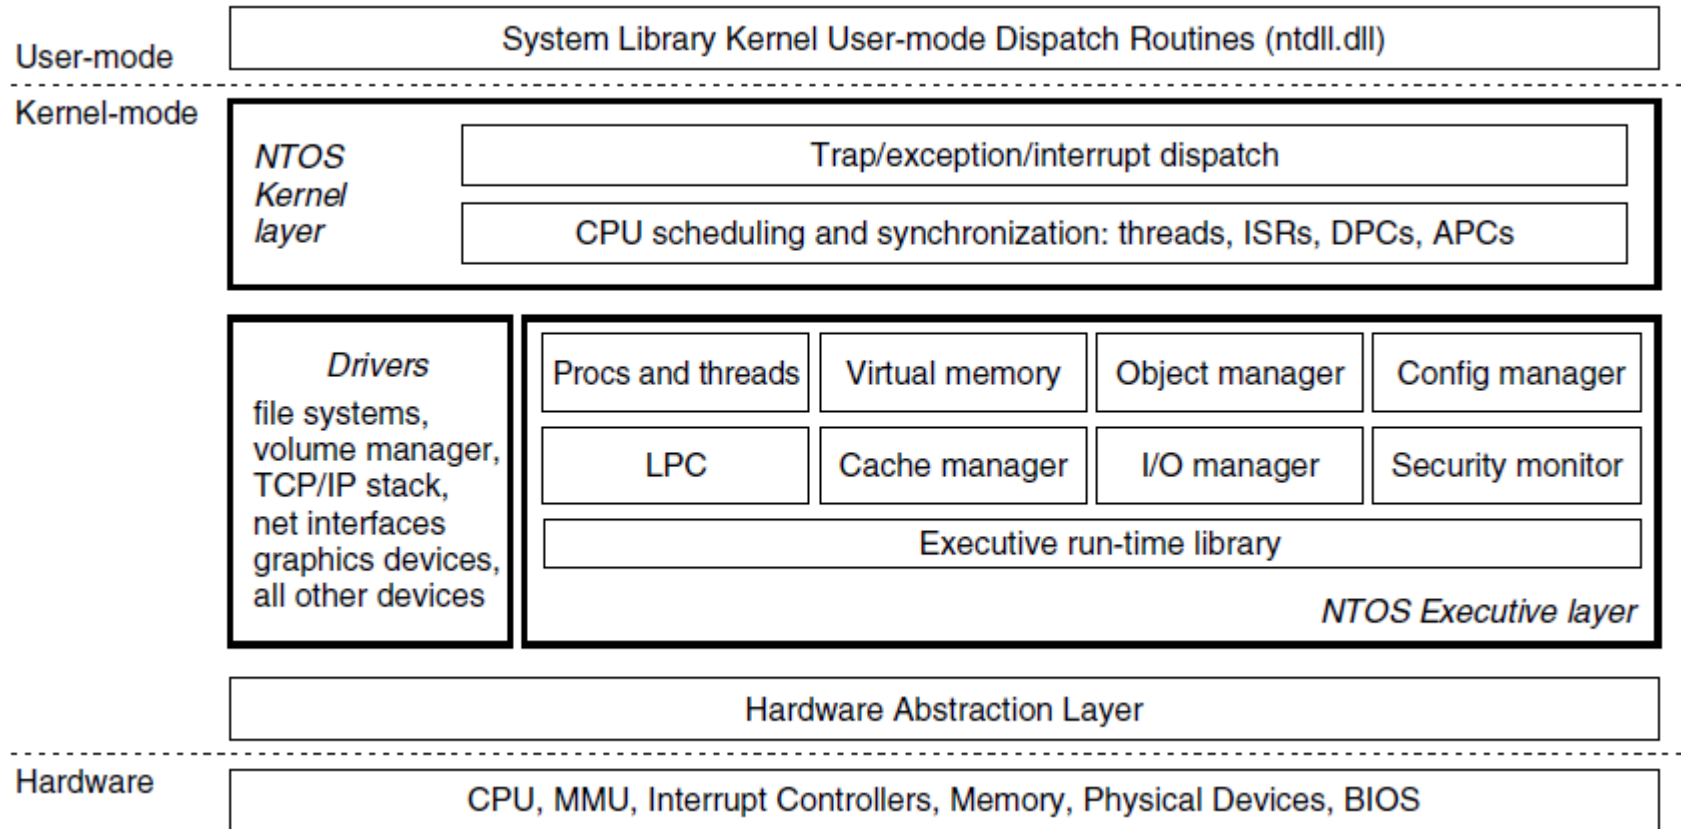 User-mode
System Library Kernel User-mode Dispatch Routines (ntdll.dll)
Kernel-mode
NTOS
Kernel
layer
Trap/exception/interrupt dispatch
CPU scheduling and synchronization: threads, ISRs, DPCs, APCs
Drivers
file systems,
volume manager,
TCP/IP stack,
net interfaces
graphics devices,
all other devices
Procs and threads
Virtual memory
Object manager
Config manager
LPC
Cache manager
I/O manager
Security monitor
Executive run-time library
NTOS Executive layer
Hardware Abstraction Layer
Hardware
CPU, MMU, Interrupt Controllers, Memory, Physical Devices, BIOS